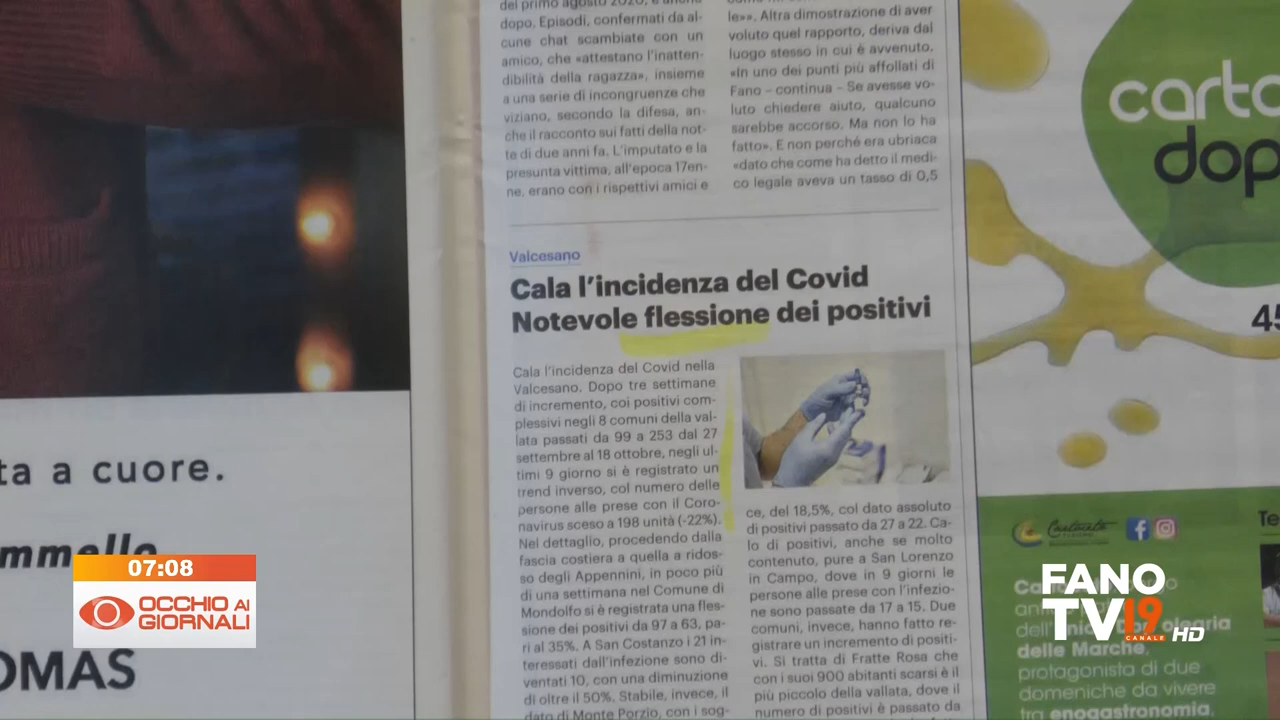 del primo agosto 2020, e anche
dopo. Episodi, confermati da al-
cune chat scambiate con un
amico, che «attestano l'inatten-
dibilità della ragazza», insieme
a una serie di incongruenze che
viziano, secondo la difesa, an-
che il racconto sui fatti della not-
te di due anni fa. L'imputato e la
presunta vittima, all'epoca 17en-
ne, erano con i rispettivi amici e
le»». Altra dimostrazione di aver
voluto quel rapporto, deriva dal
luogo stesso in cui è avvenuto.
«In uno dei punti più affollati di
Fano – continua – Se avesse vo-
luto chiedere aiuto, qualcuno
sarebbe accorso. Ma non lo ha
fatto». E non perché era ubriaca
«dato che come ha detto il medi-
co legale aveva un tasso di 0,5
Valcesano
Cala l'incidenza del Covid
Notevole flessione dei positivi
Cala l'incidenza del Covid nella
Valcesano. Dopo tre settimane
di incremento, coi positivi com-
plessivi negli 8 comuni della val-
lata passati da 99 a 253 dal 27
settembre al 18 ottobre, negli ul-
timi 9 giorno si è registrato un
trend inverso, col numero delle
persone alle prese con il Coro-
navirus sceso a 198 unità (-22%).
Nel dettaglio, procedendo dalla
fascia costiera a quella a ridos-
so degli Appennini, in poco più
di una settimana nel Comune di
Mondolfo si è registrata una fles-
sione dei positivi da 97 a 63, pa-
ri al 35%. A San Costanzo i 21 in-
teressati dall'infezione sono di-
ventati 10, con una diminuzione
di oltre il 50%. Stabile, invece, il
dato di Monte Porzio, con i sog-
ce, del 18,5%, col dato assoluto
di positivi passato da 27 a 22. Ca-
lo di positivi, anche se molto
contenuto, pure a San Lorenzo
in Campo, dove in 9 giorni le
persone alle prese con l'infezio-
ne sono passate da 17 a 15. Due
comuni, invece, hanno fatto re-
gistrare un incremento di positi-
vi. Si tratta di Fratte Rosa che
con i suoi 900 abitanti scarsi è il
più piccolo della vallata, dove il
numero di positivi è passato da
ta a cuore.
ommello
OMAS
07:08
OCCHIO AI
GIORNALI
carto
dop
45
Te
dell'
delle Marche,
protagonista di due
domeniche da vivere
tra enogastronomia,
FANO
TV19
CANALE HD